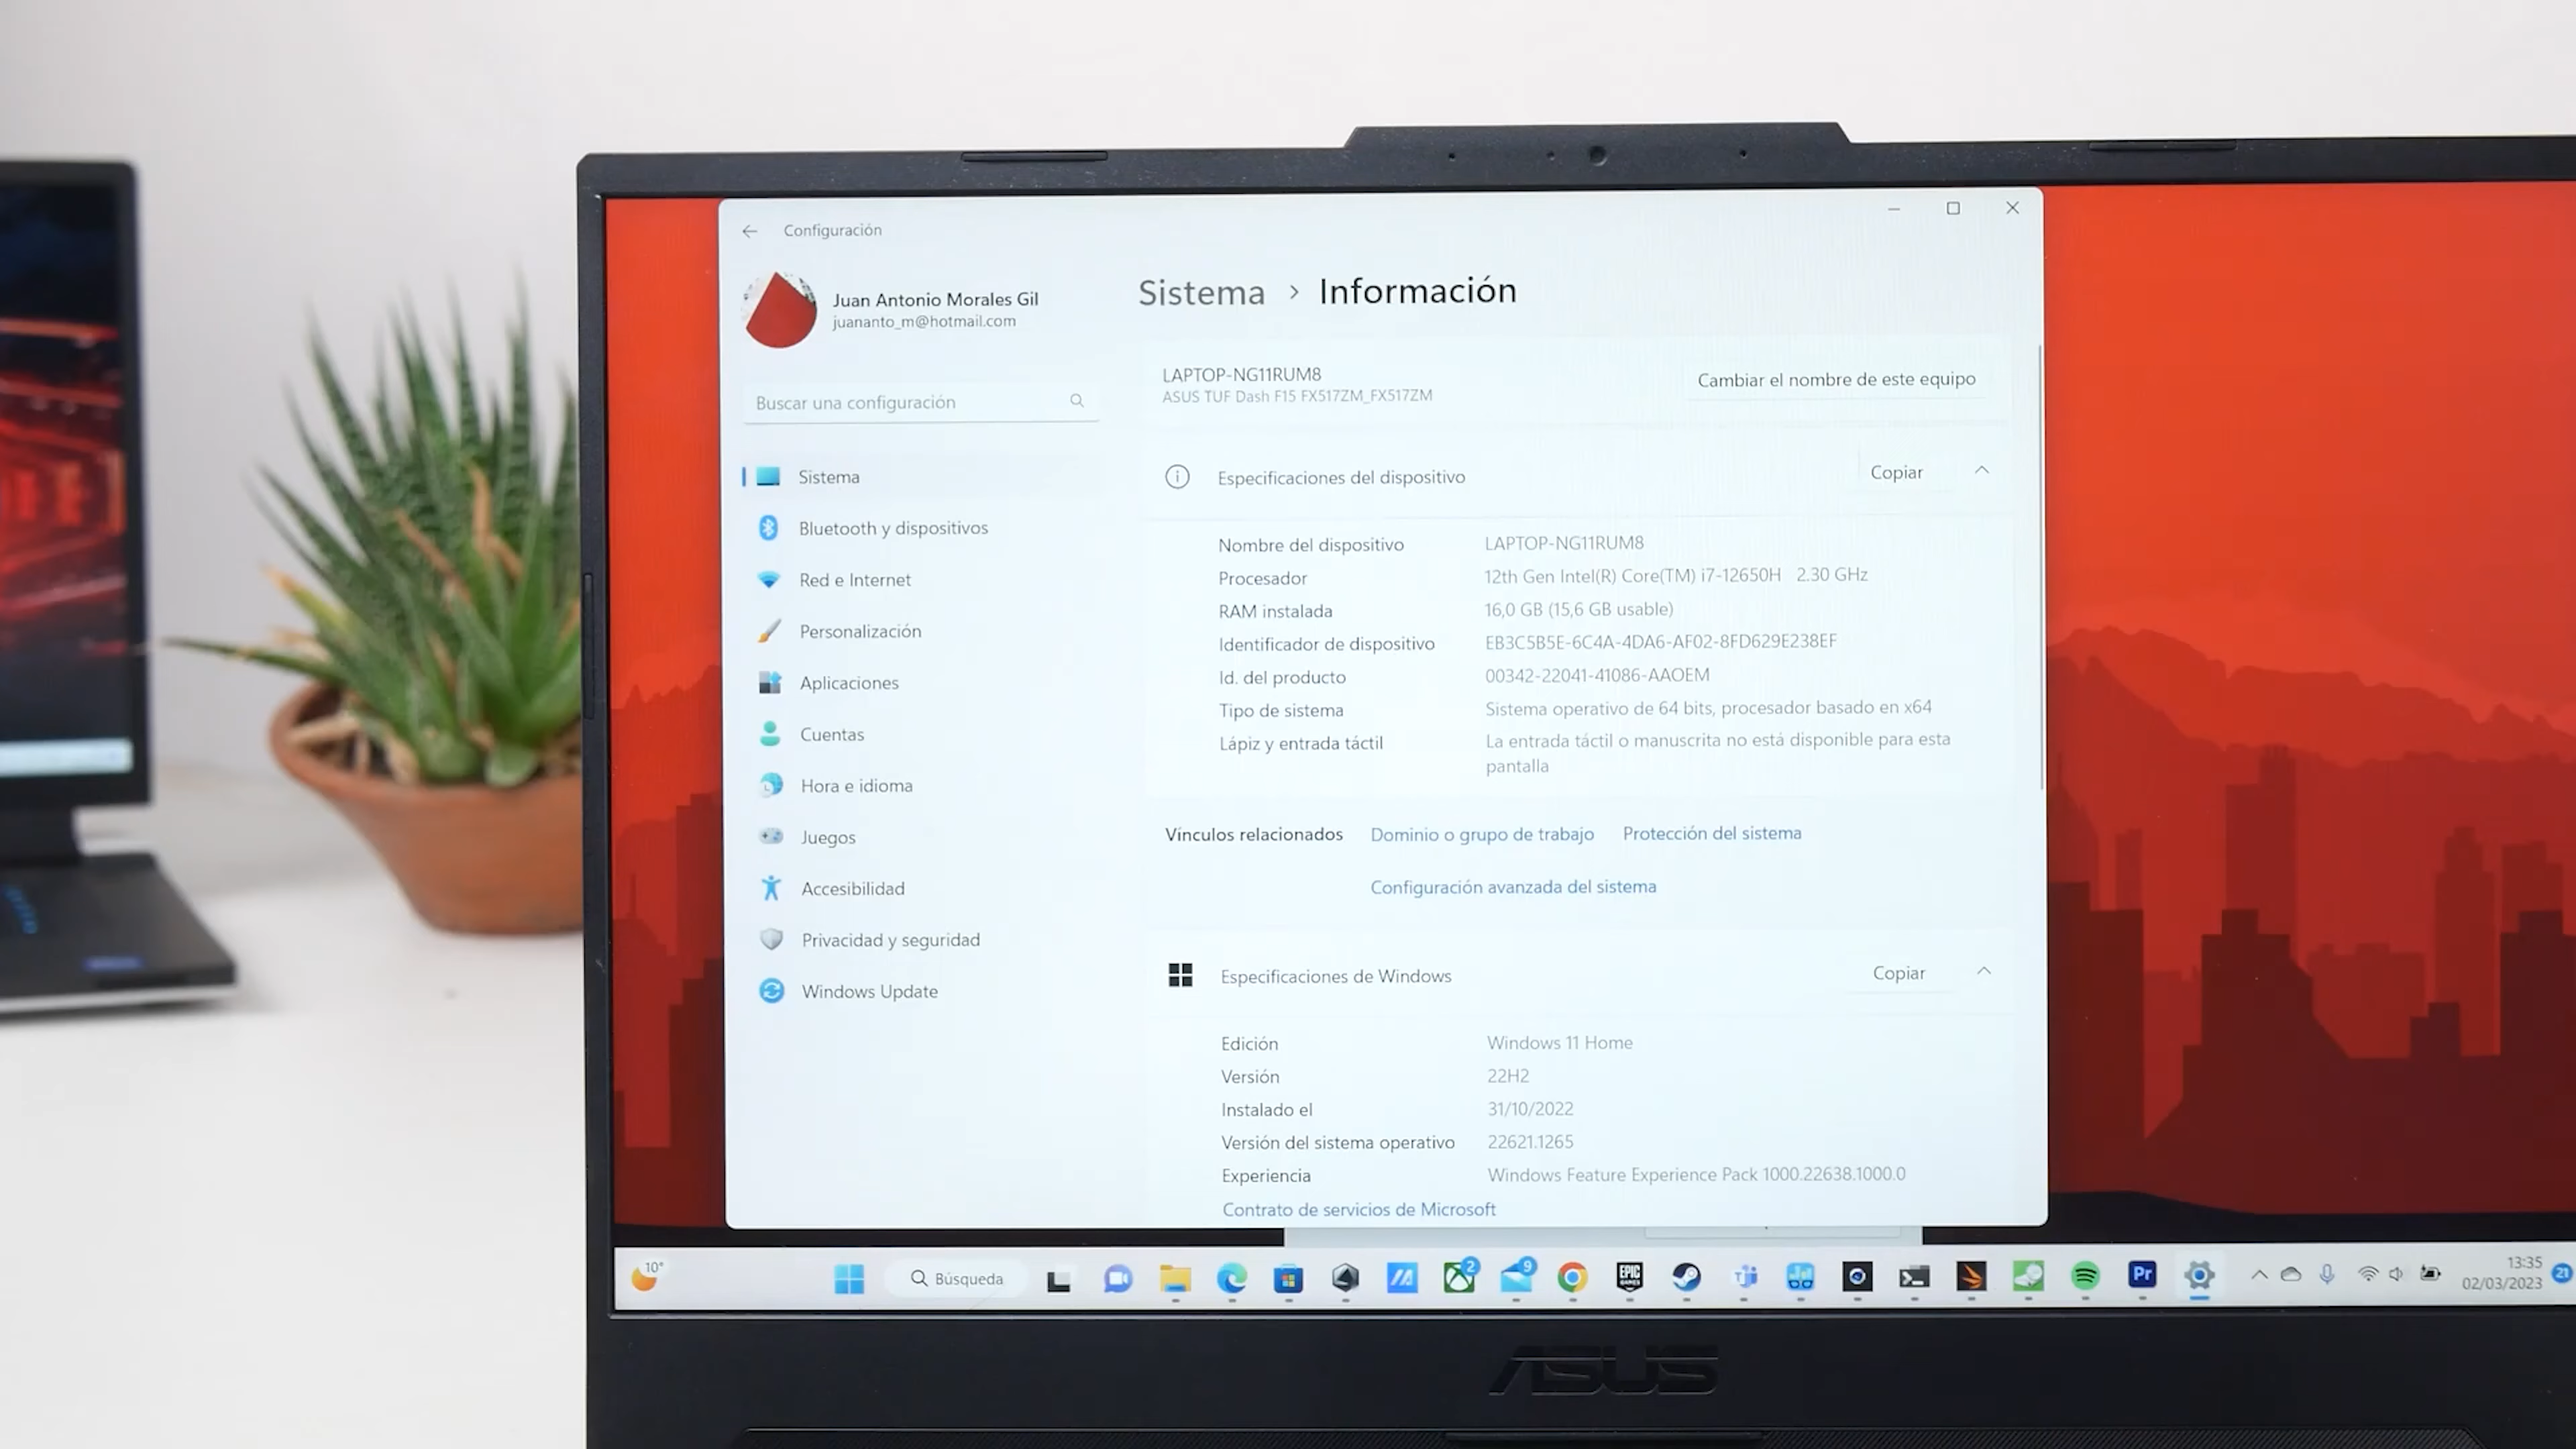 Configuración
Juan Antonio Morales Gil
juananto_m@hotmail.com
Buscar una configuración
Sistema
Bluetooth y dispositivos
Red e Internet
Personalización
Aplicaciones
Cuentas
Hora e idioma
Juegos
Accesibilidad
Privacidad y seguridad
Windows Update
Sistema > Información
LAPTOP-NG11RUM8
ASUS TUF Dash F15 FX517ZM_FX517ZM
Cambiar el nombre de este equipo
Especificaciones del dispositivo Copiar
Nombre del dispositivo LAPTOP-NG11RUM8
Procesador 12th Gen Intel(R) Core(TM) i7-12650H 2.30 GHz
RAM instalada 16,0 GB (15,6 GB usable)
Identificador de dispositivo EB3C5B5E-6C4A-4DA6-AF02-8FD629E238EF
Id. del producto 00342-22041-41086-AAOEM
Tipo de sistema Sistema operativo de 64 bits, procesador basado en x64
Lápiz y entrada táctil La entrada táctil o manuscrita no está disponible para esta
pantalla
Vínculos relacionados Dominio o grupo de trabajo Protección del sistema
Configuración avanzada del sistema
Especificaciones de Windows Copiar
Edición Windows 11 Home
Versión 22H2
Instalado el 31/10/2022
Versión del sistema operativo 22621.1265
Experiencia Windows Feature Experience Pack 1000.22638.1000.0
Contrato de servicios de Microsoft
10°
Búsqueda
2
9
EPIC
Pr
13:35
02/03/2023
21
ASUS